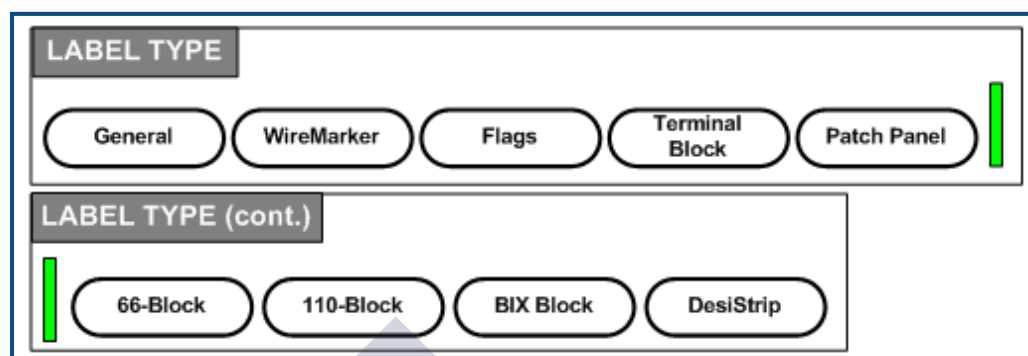 LABEL TYPE
General
WireMarker
Flags
Terminal
Block
Patch Panel
LABEL TYPE (cont.)
66-Block
110-Block
BIX Block
DesiStrip